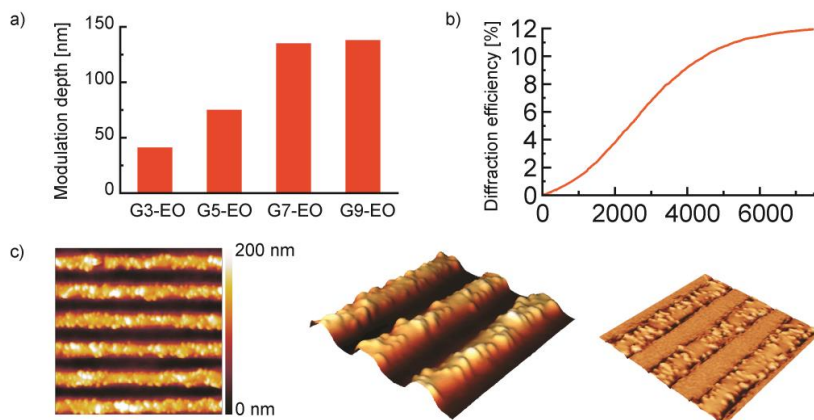 a)
Modulation depth [nm]
150
100
50
0
G3-EO G5-EO G7-EO G9-EO
b)
Diffraction efficiency [%]
12
10
8
6
4
2
0
0 2000 4000 6000
c)
200 nm
0 nm